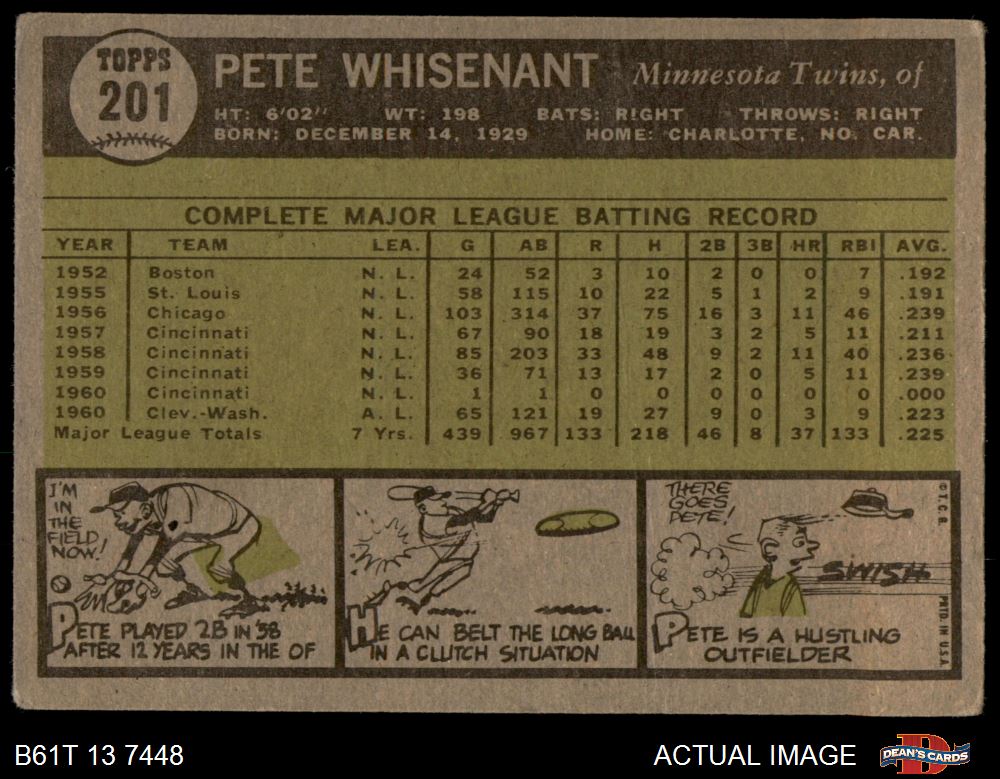 TOPPS
201
PETE WHISENANT Minnesota Twins, of
HT: 6'02" WT: 198 BATS: RIGHT THROWS: RIGHT
BORN: DECEMBER 14, 1929 HOME: CHARLOTTE, NO. CAR.
COMPLETE MAJOR LEAGUE BATTING RECORD
YEAR TEAM LEA. G AB R H 2B 3B HR RBI AVG.
1952 Boston N. L. 24 52 3 10 2 0 0 7 .192
1955 St. Louis N. L. 58 115 10 22 5 1 2 9 .191
1956 Chicago N. L. 103 314 37 75 16 3 11 46 .239
1957 Cincinnati N. L. 67 90 18 19 3 2 5 11 .211
1958 Cincinnati N. L. 85 203 33 48 9 2 11 40 .236
1959 Cincinnati N. L. 36 71 13 17 2 0 5 11 .239
1960 Cincinnati N. L. 1 1 0 0 0 0 0 0 .000
1960 Clev.-Wash. A. L. 65 121 19 27 9 0 3 9 .223
Major League Totals 7 Yrs. 439 967 133 218 46 8 37 133 .225
I'M
IN
THE
FIELD
NOW!
PETE PLAYED 2B IN '58
AFTER 12 YEARS IN THE OF
HE CAN BELT THE LONG BALL
IN A CLUTCH SITUATION
THERE
GOES
PETE!
SWISH
PETE IS A HUSTLING
OUTFIELDER
© T.C.G.
PRTD. IN U.S.A.
B61T 13 7448
ACTUAL IMAGE
DEAN'S CARDS